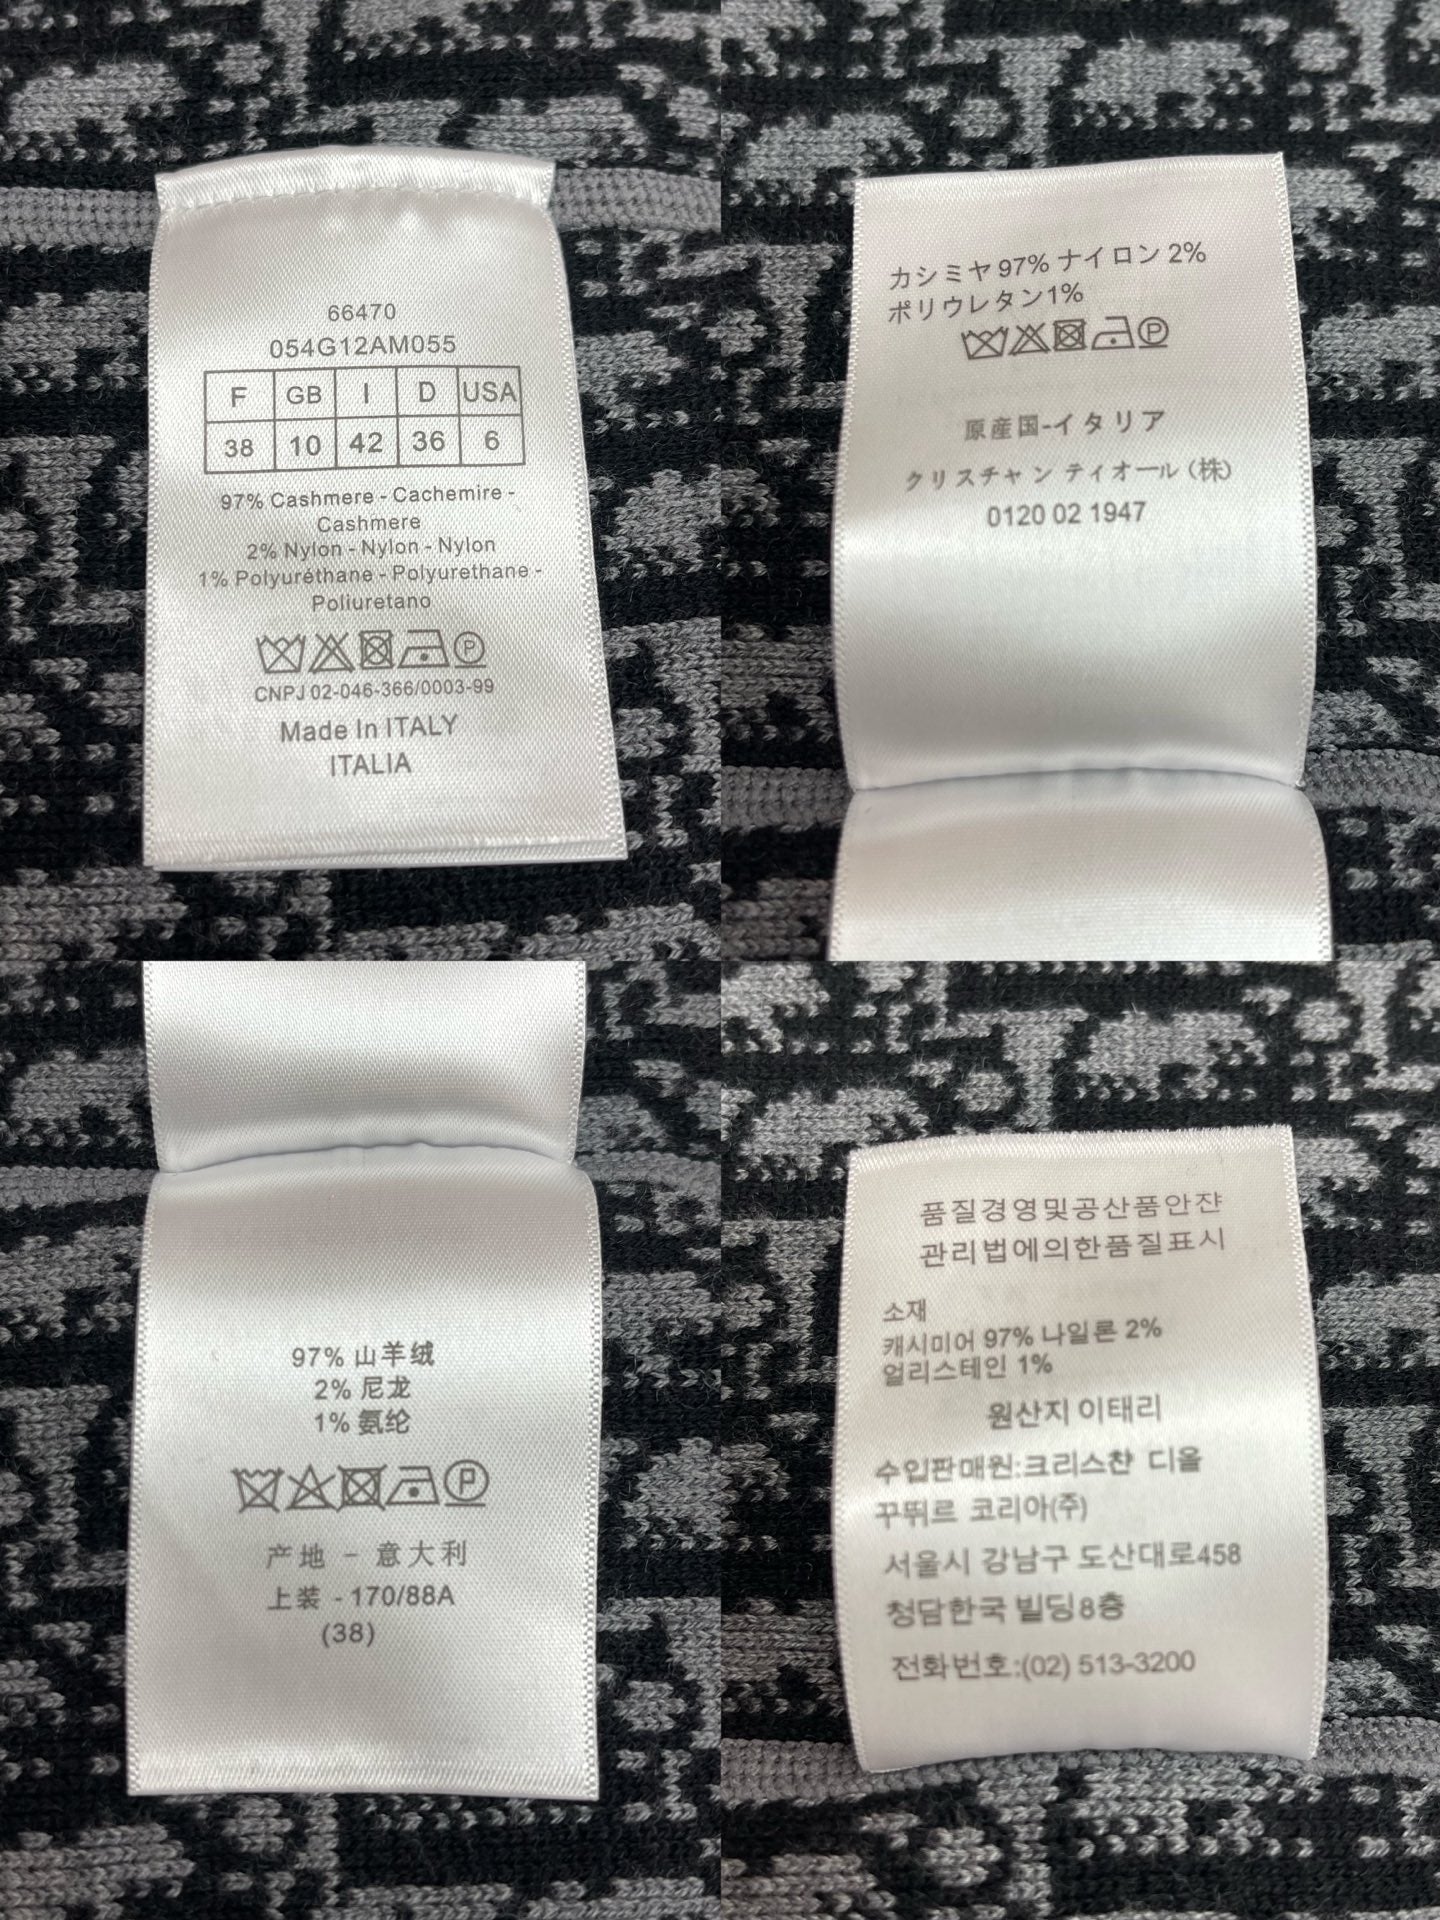 66470
054G12AM055
F GB I D USA
38 10 42 36 6
97% Cashmere - Cachemire -
Cashmere
2% Nylon - Nylon - Nylon
1% Polyuréthane - Polyurethane -
Poliuretano
CNPJ 02-046-366/0003-99
Made In ITALY
ITALIA
カシミヤ 97% ナイロン 2%
ポリウレタン1%
原産国-イタリア
クリスチャン ティオール (株)
0120 02 1947
97% 山羊绒
2% 尼龙
1% 氨纶
产地 - 意大利
上装 - 170/88A
(38)
품질경영및공산품안쟌
관리법에의한품질표시
소재
캐시미어 97% 나일론 2%
얼리스테인 1%
원산지 이태리
수입판매원:크리스챤 디올
꾸뛰르 코리아(주)
서울시 강남구 도산대로458
청담한국 빌딩8층
전화번호:(02) 513-3200